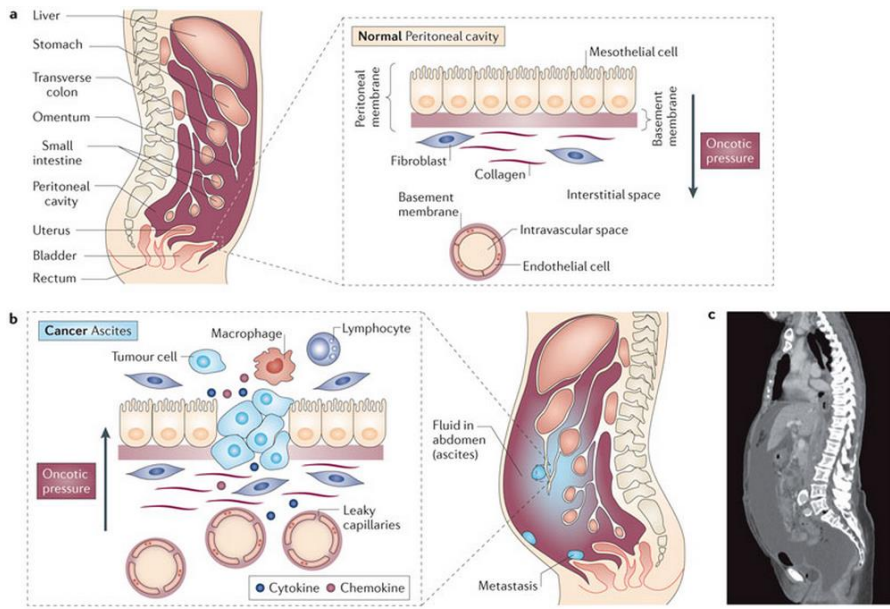 a
Liver
Stomach
Transverse
colon
Omentum
Small
intestine
Peritoneal
cavity
Uterus
Bladder
Rectum
Normal Peritoneal cavity
Mesothelial cell
Peritoneal
membrane
Basement
membrane
Oncotic
pressure
Fibroblast
Collagen
Interstitial space
Basement
membrane
Intravascular space
Endothelial cell
b
Cancer Ascites
Macrophage
Lymphocyte
Tumour cell
Oncotic
pressure
Leaky
capillaries
Cytokine
Chemokine
Fluid in
abdomen
(ascites)
Metastasis
c